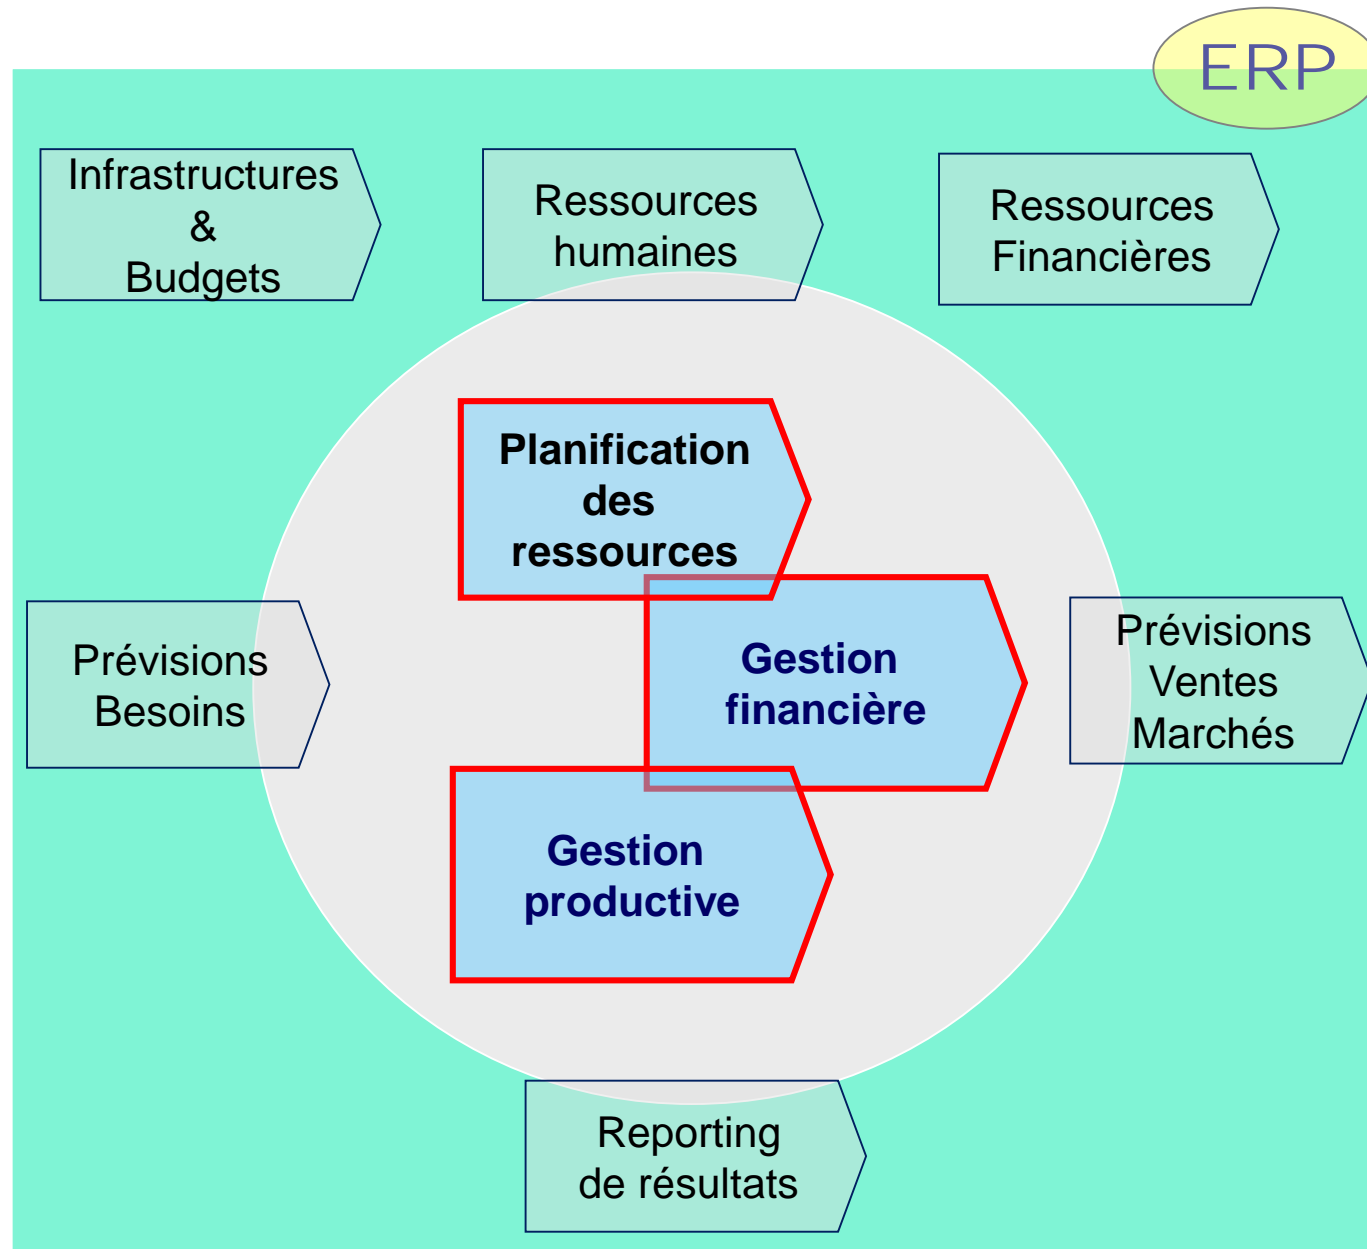 ERP
Infrastructures
&
Budgets
Ressources
humaines
Ressources
Financières
Planification
des
ressources
Prévisions
Besoins
Gestion
financière
Prévisions
Ventes
Marchés
Gestion
productive
Reporting
de résultats